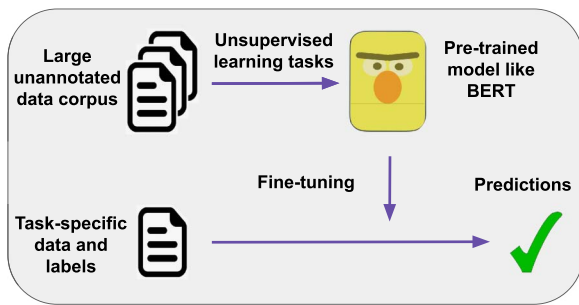 Large
unannotated
data corpus
Unsupervised
learning tasks
Pre-trained
model like
BERT
Fine-tuning
Predictions
Task-specific
data and
labels